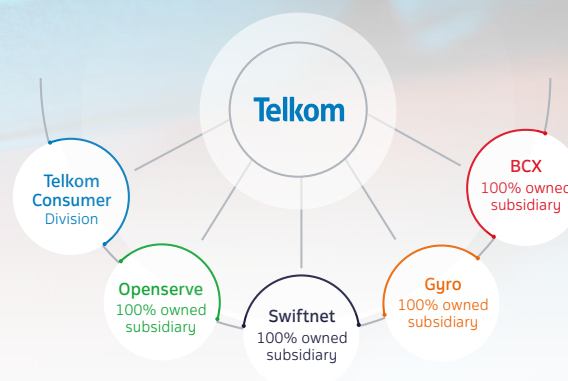 Telkom
Telkom
Consumer
Division
Openserve
100% owned
subsidiary
Swiftnet
100% owned
subsidiary
Gyro
100% owned
subsidiary
BCX
100% owned
subsidiary